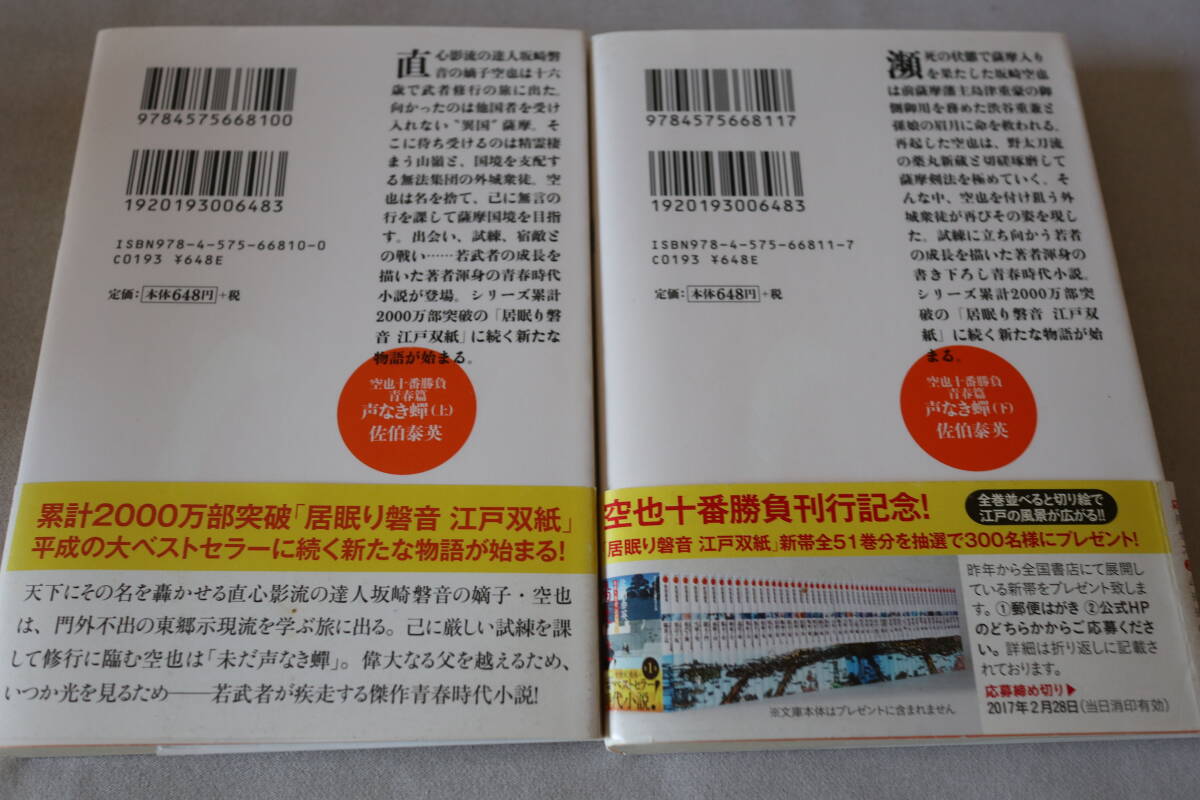 9784575668100
1920193006483
ISBN978-4-575-66810-0
C0193 ¥648E
定価：本体648円+税
直心影流の達人坂崎磐
音の嫡子空也は十六
歳で武者修行の旅に出た。
向かったのは他国者を受け
入れない“異国”薩摩。そ
こに待ち受けるのは精霊棲
まう山嶺と、国境を支配す
る無法集団の外城衆徒。空
也は名を捨て、己に無言の
行を課して薩摩国境を目指
す。出会い、試練、宿敵と
の戦い……若武者の成長を
描いた著者渾身の青春時代
小説が登場。シリーズ累計
2000万部突破の「居眠り磐
音 江戸双紙」に続く新たな
物語が始まる。
空也十番勝負
青春篇
声なき蟬(上)
佐伯泰英
累計2000万部突破「居眠り磐音 江戸双紙」
平成の大ベストセラーに続く新たな物語が始まる!
天下にその名を轟かせる直心影流の達人坂崎磐音の嫡子・空也
は、門外不出の東郷示現流を学ぶ旅に出る。己に厳しい試練を課
して修行に臨む空也は「未だ声なき蟬」。偉大なる父を越えるため、
いつか光を見るため──若武者が疾走する傑作青春時代小説!
9784575668117
1920193006483
ISBN978-4-575-66811-7
C0193 ¥648E
定価：本体648円+税
瀕死の状態で薩摩入り
を果たした坂崎空也
は前薩摩藩主島津重豪の御
側御用を務めた渋谷重兼と
孫娘の眉月に命を救われる。
再起した空也は、野太刀流
の薬丸新蔵と切磋琢磨して
薩摩剣法を極めていく。そ
んな中、空也を付け狙う外
城衆徒が再びその姿を現し
た。試練に立ち向かう若者
の成長を描いた著者渾身の
書き下ろし青春時代小説。
シリーズ累計2000万部突
破の「居眠り磐音 江戸双
紙」に続く新たな物語が始
まる。
空也十番勝負
青春篇
声なき蟬(下)
佐伯泰英
空也十番勝負刊行記念!
全巻並べると切り絵で
江戸の風景が広がる!!
「居眠り磐音 江戸双紙」新帯全51巻分を抽選で300名様にプレゼント!
昨年から全国書店にて展開し
ている新帯をプレゼント致しま
す。①郵便はがき ②公式HP
のどちらかからご応募くださ
い。詳細は折り返しに記載さ
れております。
応募締め切り▶
2017年2月28日(当日消印有効)
※文庫本体はプレゼントに含まれません